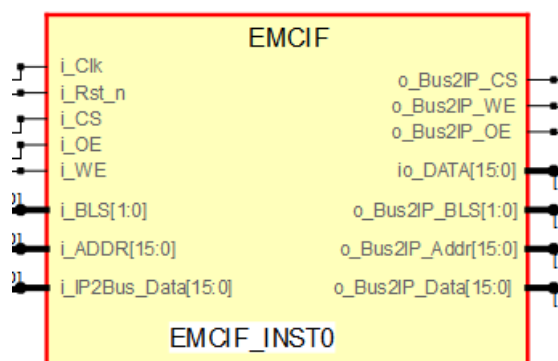 EMCIF
i_Clk
i_Rst_n
i_CS
i_OE
i_WE
i_BLS[1:0]
i_ADDR[15:0]
i_IP2Bus_Data[15:0]
o_Bus2IP_CS
o_Bus2IP_WE
o_Bus2IP_OE
io_DATA[15:0]
o_Bus2IP_BLS[1:0]
o_Bus2IP_Addr[15:0]
o_Bus2IP_Data[15:0]
EMCIF_INST0